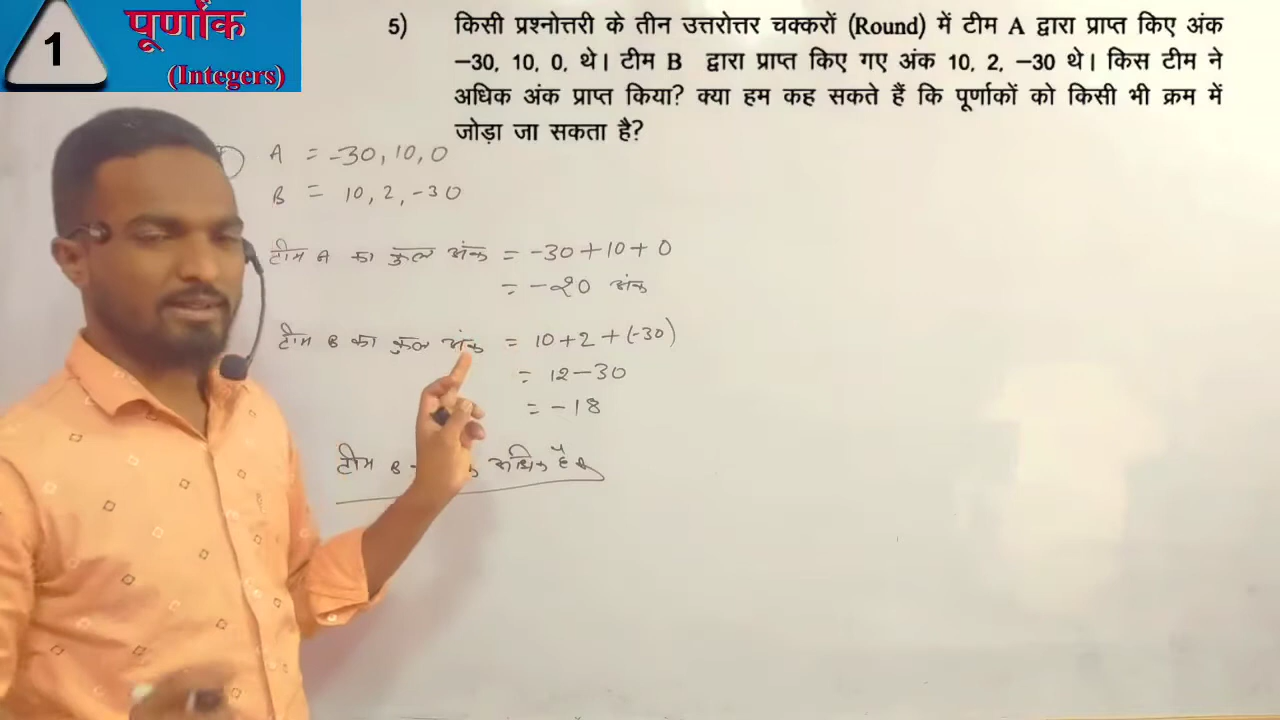 1
पूर्णांक
(Integers)
5) किसी प्रश्नोत्तरी के तीन उत्तरोत्तर चक्करों (Round) में टीम A द्वारा प्राप्त किए अंक
–30, 10, 0, थे। टीम B द्वारा प्राप्त किए गए अंक 10, 2, –30 थे। किस टीम ने
अधिक अंक प्राप्त किया? क्या हम कह सकते हैं कि पूर्णाकों को किसी भी क्रम में
जोड़ा जा सकता है?
A = -30, 10, 0
B = 10, 2, -30
टीम A का कुल अंक = -30 + 10 + 0
= -20 अंक
टीम B का कुल अंक = 10 + 2 + (-30)
= 12 - 30
= -18
टीम B अधिक है